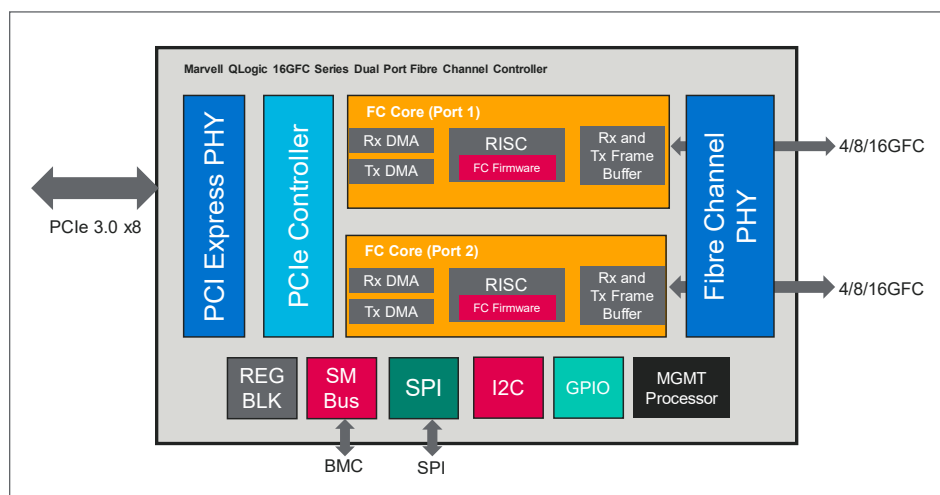 Marvell QLogic 16GFC Series Dual Port Fibre Channel Controller
PCI Express PHY
PCIe Controller
FC Core (Port 1)
Rx DMA
Tx DMA
RISC
FC Firmware
Rx and
Tx Frame
Buffer
FC Core (Port 2)
Rx DMA
Tx DMA
RISC
FC Firmware
Rx and
Tx Frame
Buffer
Fibre Channel
PHY
4/8/16GFC
4/8/16GFC
PCIe 3.0 x8
REG
BLK
SM
Bus
SPI
I2C
GPIO
MGMT
Processor
BMC
SPI